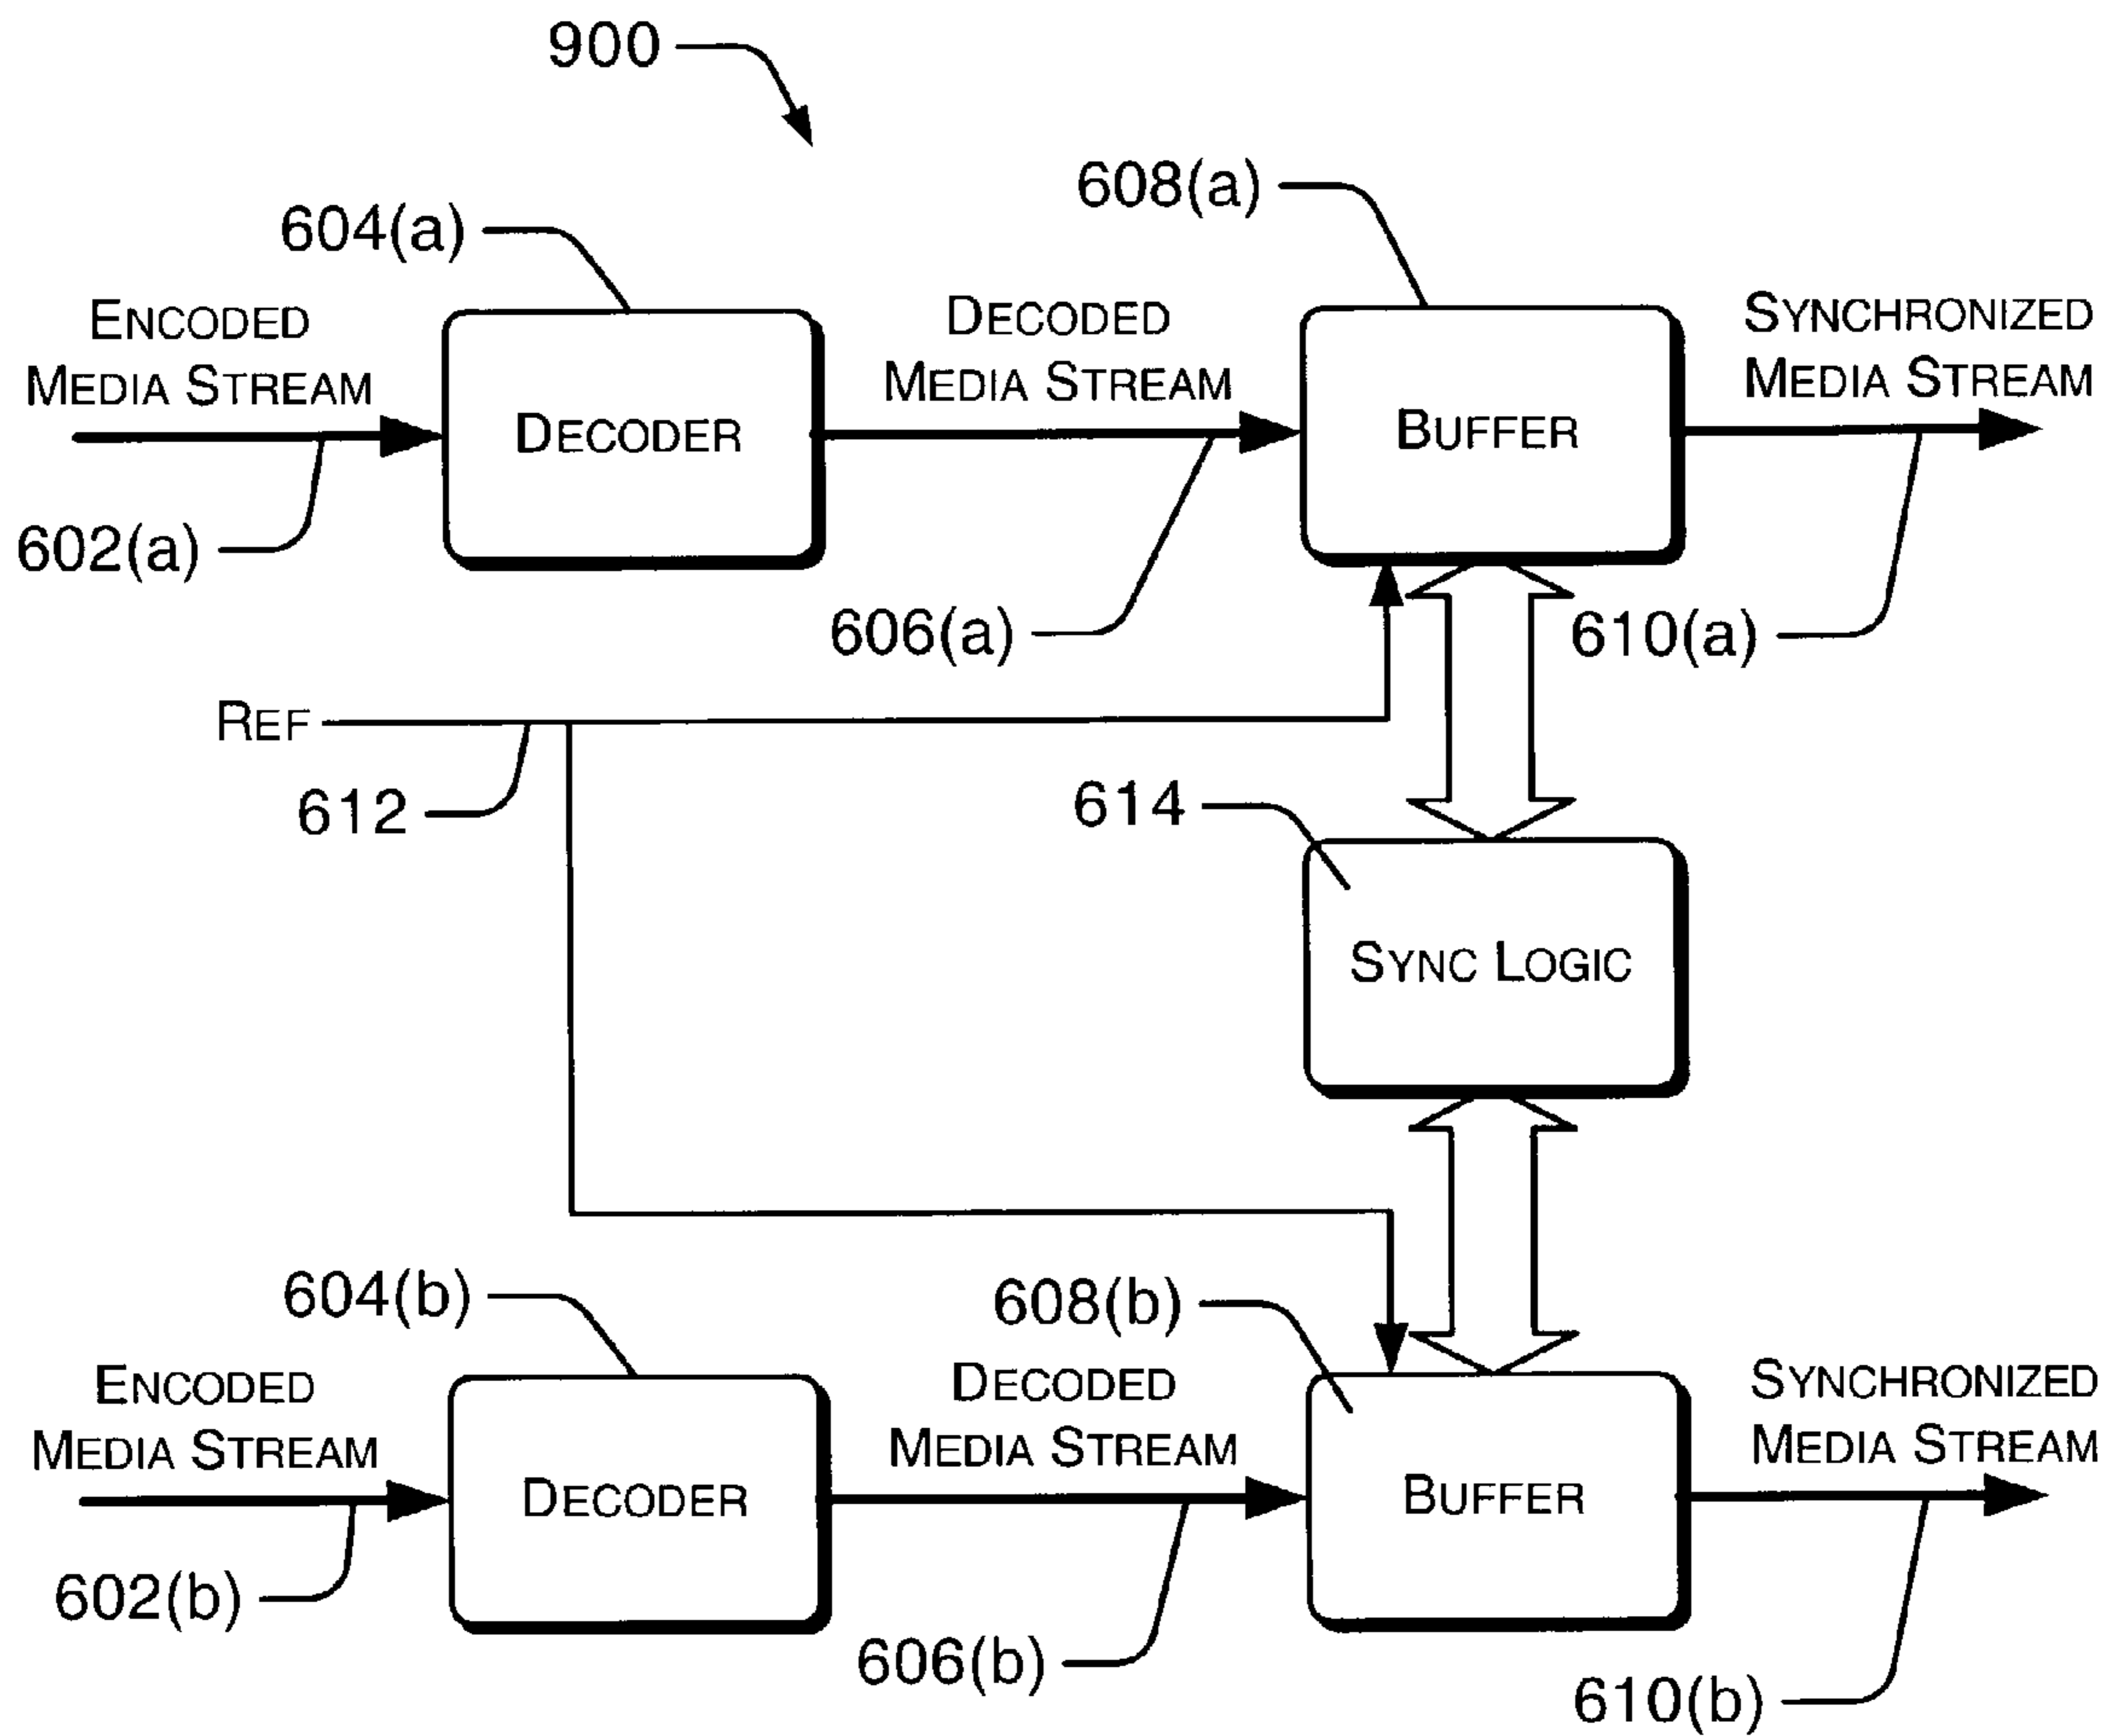 900
608(a)
604(a)
ENCODED
MEDIA STREAM
DECODED
MEDIA STREAM
SYNCHRONIZED
MEDIA STREAM
DECODER
BUFFER
602(a)
606(a)
610(a)
REF
612
614
SYNC LOGIC
604(b)
608(b)
ENCODED
MEDIA STREAM
DECODED
MEDIA STREAM
SYNCHRONIZED
MEDIA STREAM
DECODER
BUFFER
602(b)
606(b)
610(b)